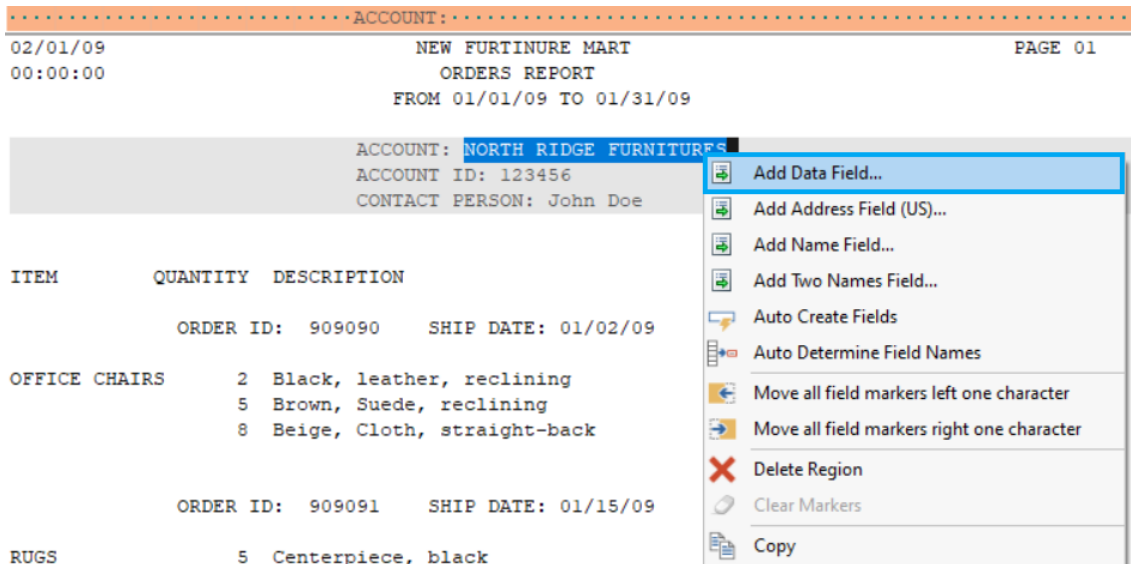 ACCOUNT:
02/01/09 NEW FURTINURE MART PAGE 01
00:00:00 ORDERS REPORT
FROM 01/01/09 TO 01/31/09
ACCOUNT: NORTH RIDGE FURNITURES
ACCOUNT ID: 123456
CONTACT PERSON: John Doe
ITEM QUANTITY DESCRIPTION
ORDER ID: 909090 SHIP DATE: 01/02/09
OFFICE CHAIRS 2 Black, leather, reclining
5 Brown, Suede, reclining
8 Beige, Cloth, straight-back
ORDER ID: 909091 SHIP DATE: 01/15/09
RUGS 5 Centerpiece, black
Add Data Field...
Add Address Field (US)...
Add Name Field...
Add Two Names Field...
Auto Create Fields
Auto Determine Field Names
Move all field markers left one character
Move all field markers right one character
Delete Region
Clear Markers
Copy